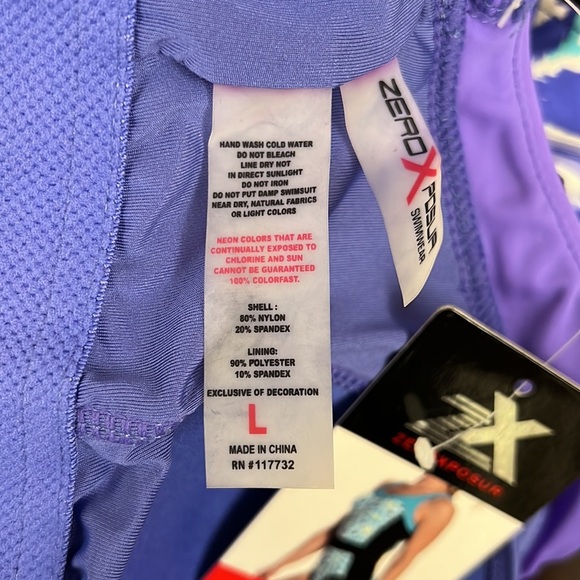 HAND WASH COLD WATER
DO NOT BLEACH
LINE DRY NOT
IN DIRECT SUNLIGHT
DO NOT IRON
DO NOT PUT DAMP SWIMSUIT
NEAR DRY, NATURAL FABRICS
OR LIGHT COLORS
NEON COLORS THAT ARE
CONTINUALLY EXPOSED TO
CHLORINE AND SUN
CANNOT BE GUARANTEED
100% COLORFAST.
SHELL :
80% NYLON
20% SPANDEX
LINING:
90% POLYESTER
10% SPANDEX
EXCLUSIVE OF DECORATION
L
MADE IN CHINA
RN #117732
ZEROXPOSUR
SWIMWEAR
ZX
ZEROXPOSUR